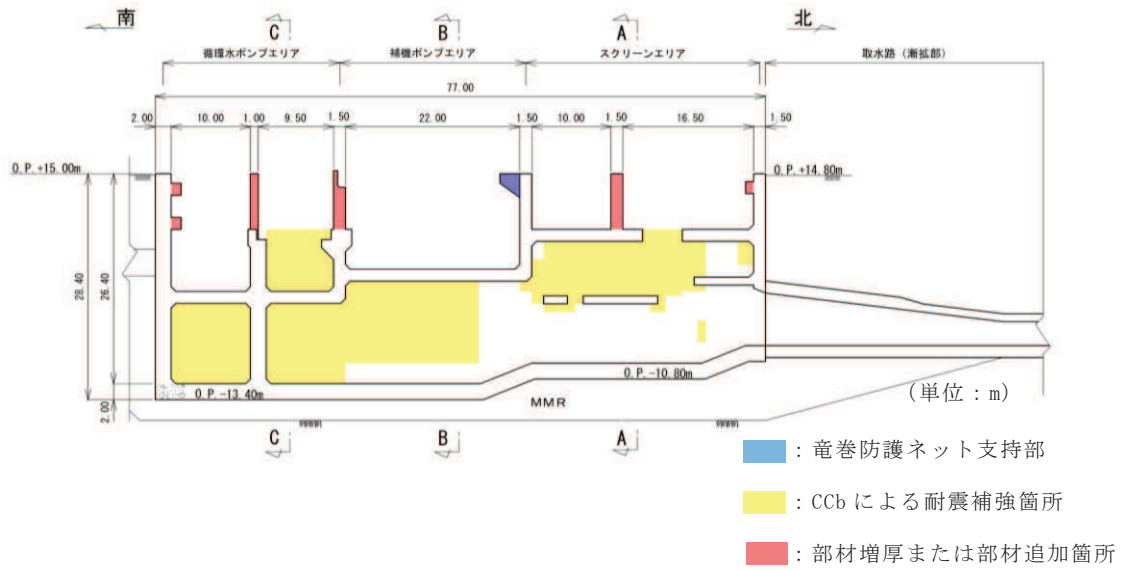 南
C
B
A
北
循環水ポンプエリア
補機ポンプエリア
スクリーンエリア
取水路（漸拡部）
77.00
2.00
10.00
1.00
9.50
1.50
22.00
1.50
10.00
1.50
16.50
1.50
O.P.+15.00m
O.P.+14.80m
28.40
26.40
2.00
O.P.-13.40m
O.P.-10.80m
MMR
C
B
A
（単位：m）
：竜巻防護ネット支持部
：CCbによる耐震補強箇所
：部材増厚または部材追加箇所